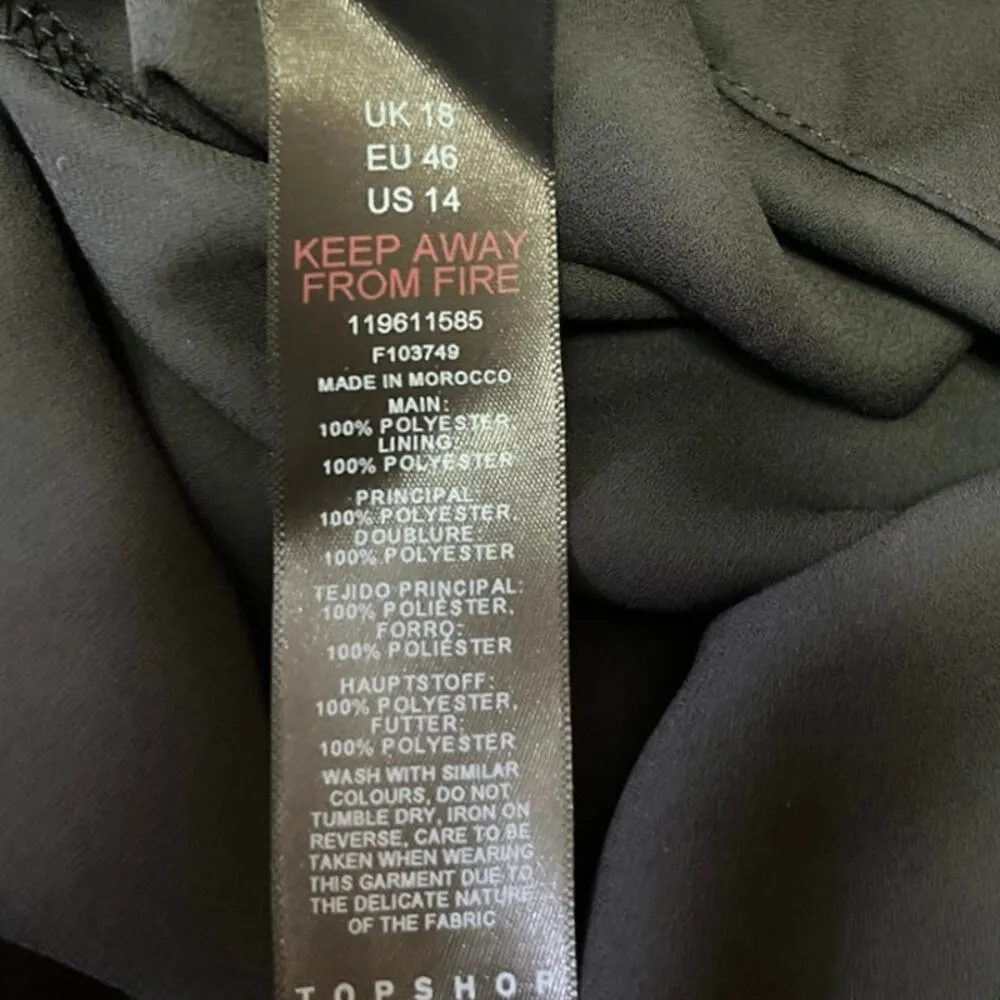 UK 18
EU 46
US 14
KEEP AWAY
FROM FIRE
119611585
F103749
MADE IN MOROCCO
MAIN:
100% POLYESTER
LINING:
100% POLYESTER
PRINCIPAL
100% POLYESTER.
DOUBLURE
100% POLYESTER
TEJIDO PRINCIPAL:
100% POLIÉSTER.
FORRO:
100% POLIÉSTER
HAUPTSTOFF:
100% POLYESTER.
FUTTER:
100% POLYESTER
WASH WITH SIMILAR
COLOURS, DO NOT
TUMBLE DRY, IRON ON
REVERSE, CARE TO BE
TAKEN WHEN WEARING
THIS GARMENT DUE TO
THE DELICATE NATURE
OF THE FABRIC
TOPSHOP